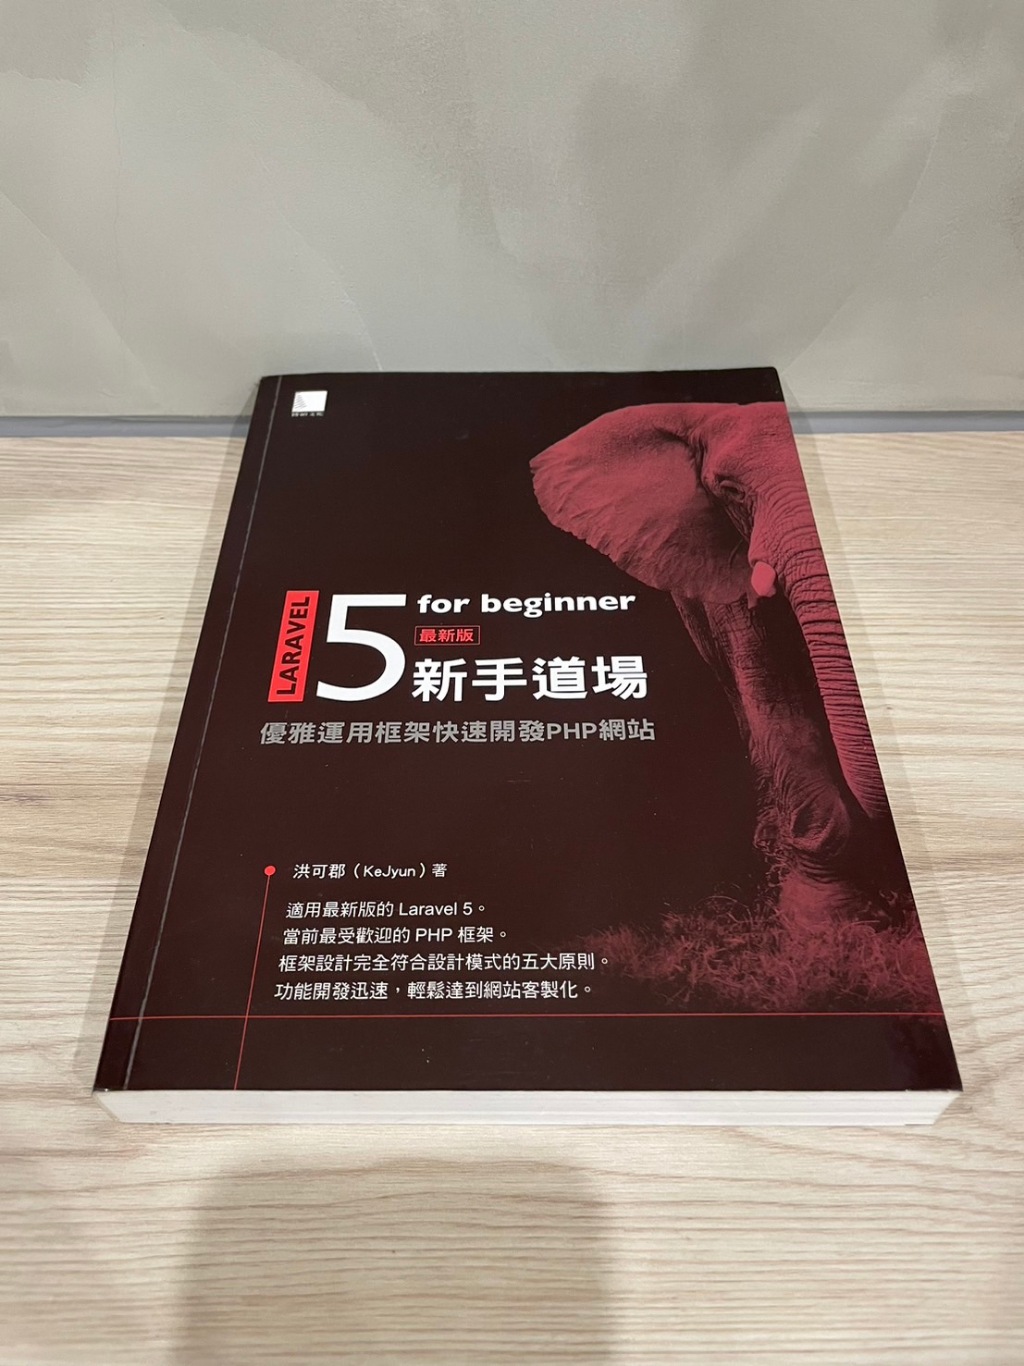 博碩文化
LARAVEL
5
for beginner
最新版
新手道場
優雅運用框架快速開發PHP網站
洪可郡（KeJyun）著
適用最新版的 Laravel 5。
當前最受歡迎的 PHP 框架。
框架設計完全符合設計模式的五大原則。
功能開發迅速，輕鬆達到網站客製化。